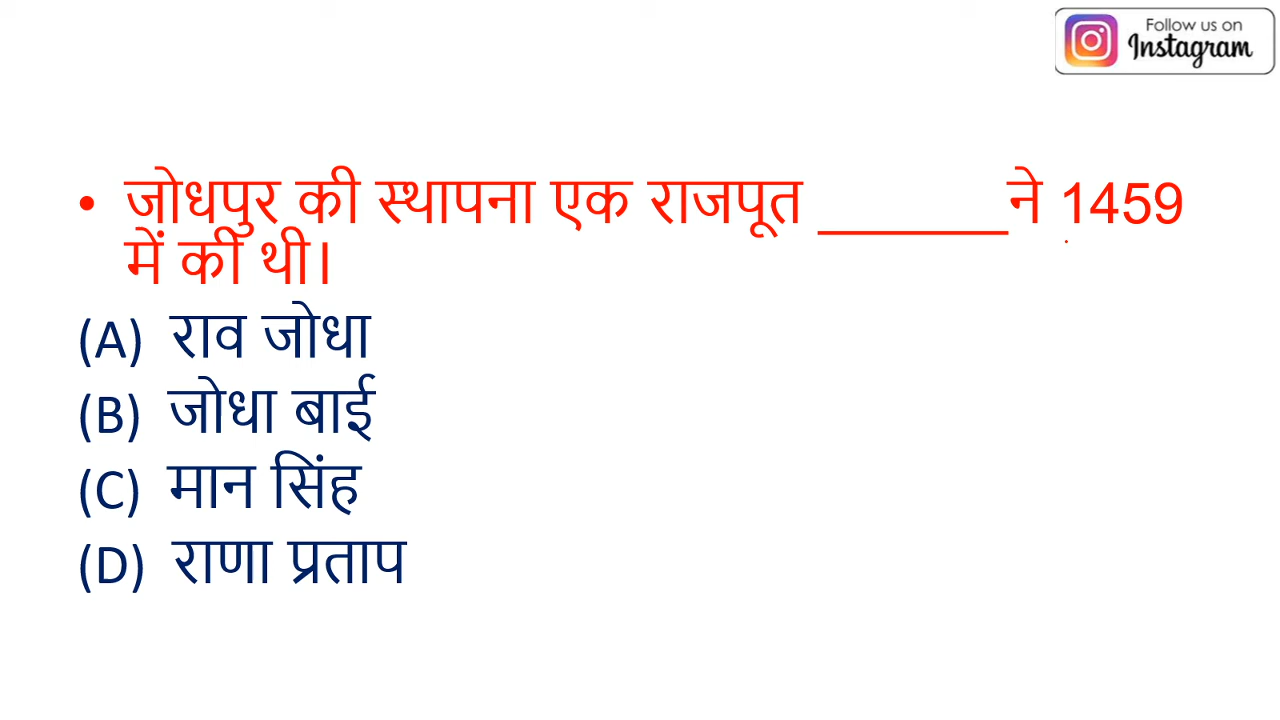 Follow us on
Instagram
• जोधपुर की स्थापना एक राजपूत _______ने 1459
में की थी।
(A) राव जोधा
(B) जोधा बाई
(C) मान सिंह
(D) राणा प्रताप